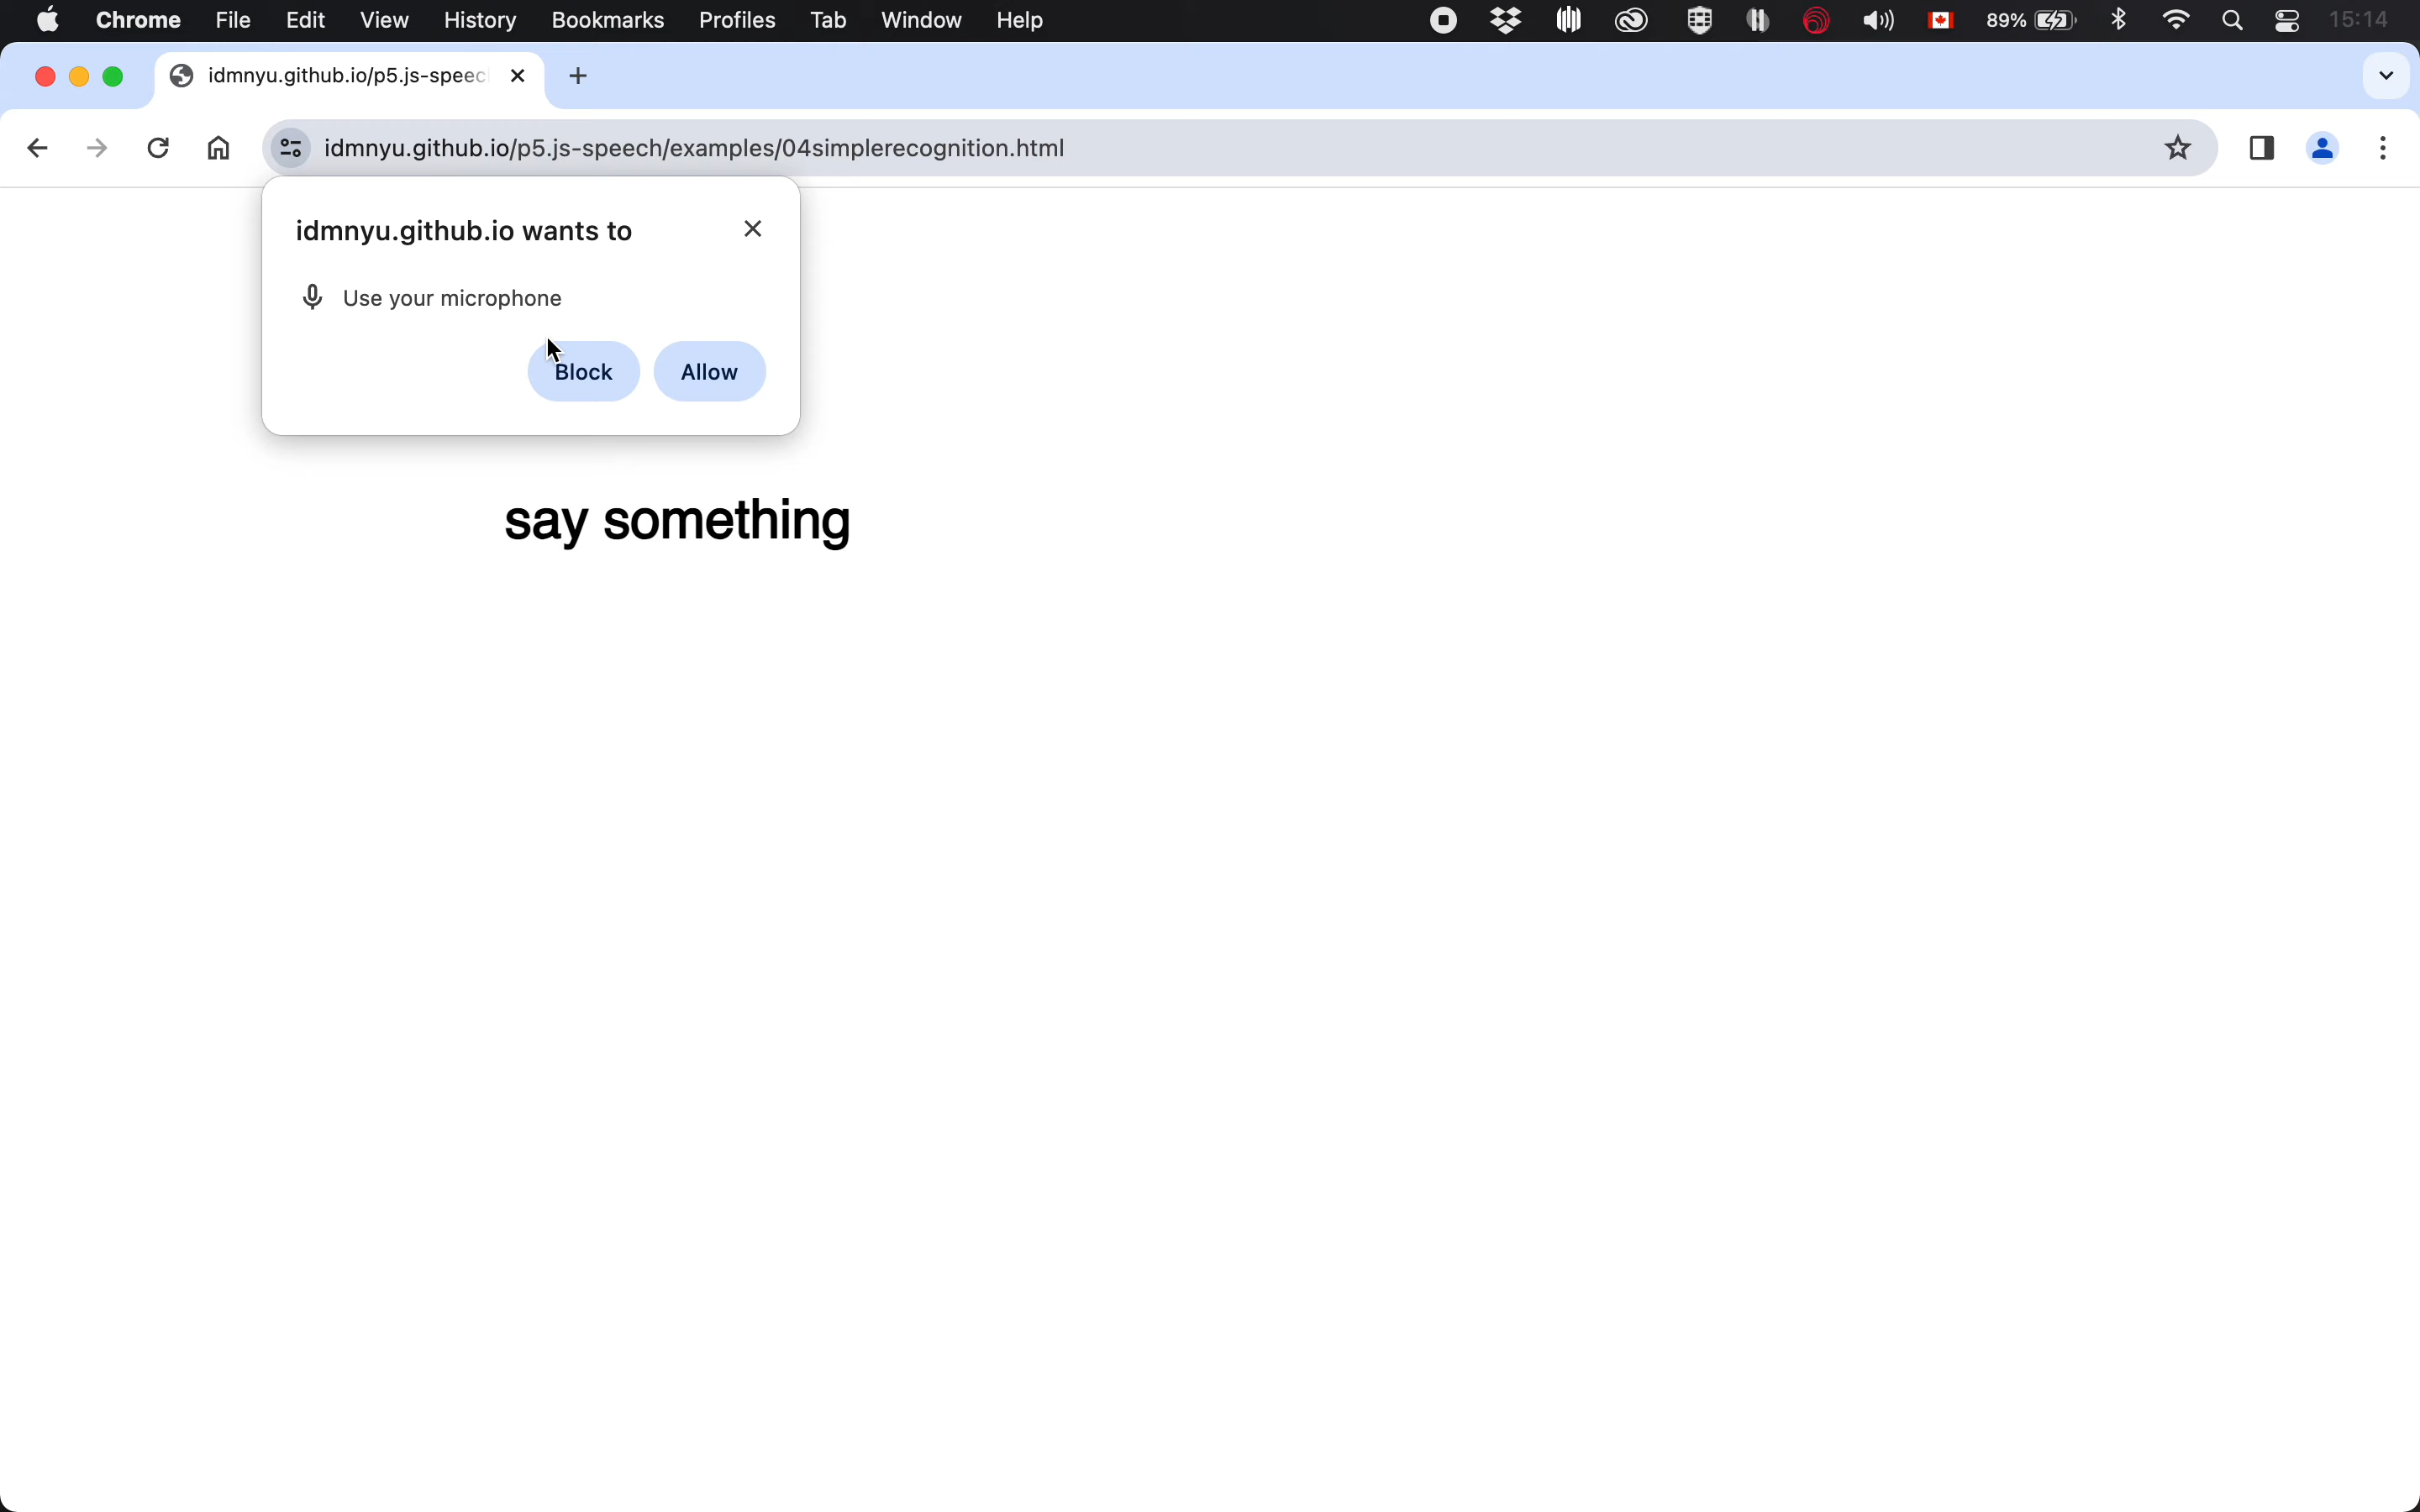 Chrome File Edit View History Bookmarks Profiles Tab Window Help 89% 15:14
idmnyu.github.io/p5.js-speec
idmnyu.github.io/p5.js-speech/examples/04simplerecognition.html
idmnyu.github.io wants to
Use your microphone
Block Allow
say something